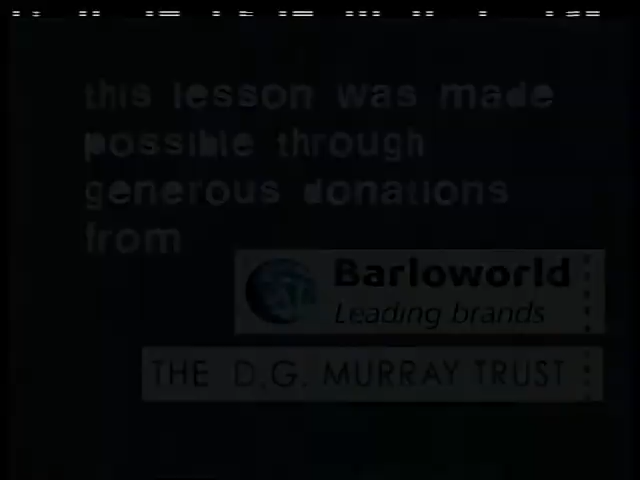 this lesson was made
possible through
generous donations
from
Barloworld
Leading brands
THE D.G. MURRAY TRUST